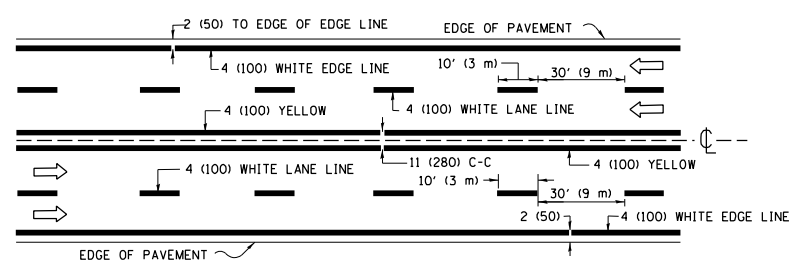 2 (50) TO EDGE OF EDGE LINE
EDGE OF PAVEMENT
4 (100) WHITE EDGE LINE
10' (3 m)
30' (9 m)
4 (100) YELLOW
4 (100) WHITE LANE LINE
℄
4 (100) WHITE LANE LINE
11 (280) C-C
4 (100) YELLOW
10' (3 m)
30' (9 m)
2 (50)
4 (100) WHITE EDGE LINE
EDGE OF PAVEMENT